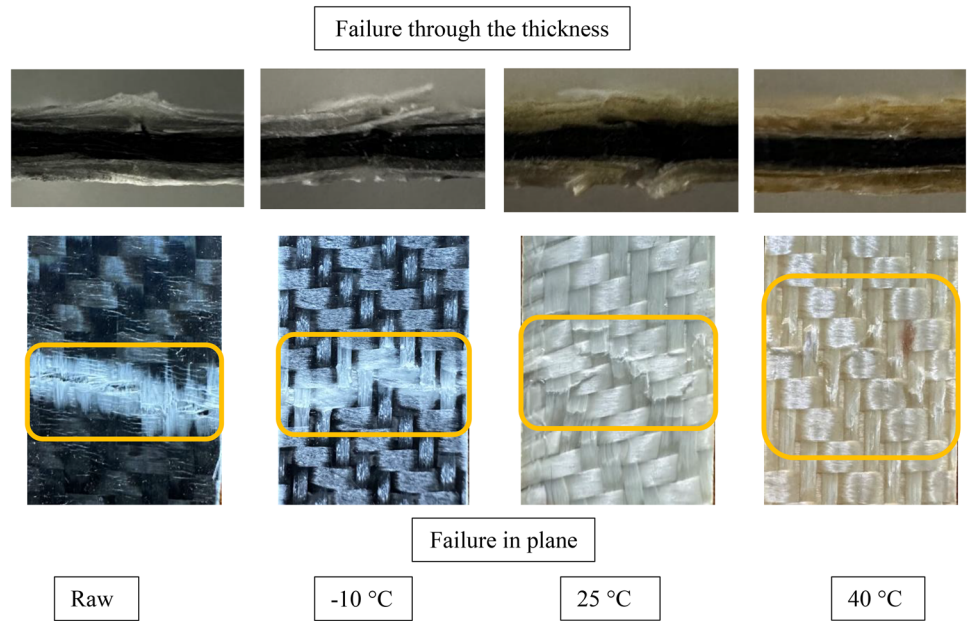 Failure through the thickness
Failure in plane
Raw
-10 °C
25 °C
40 °C